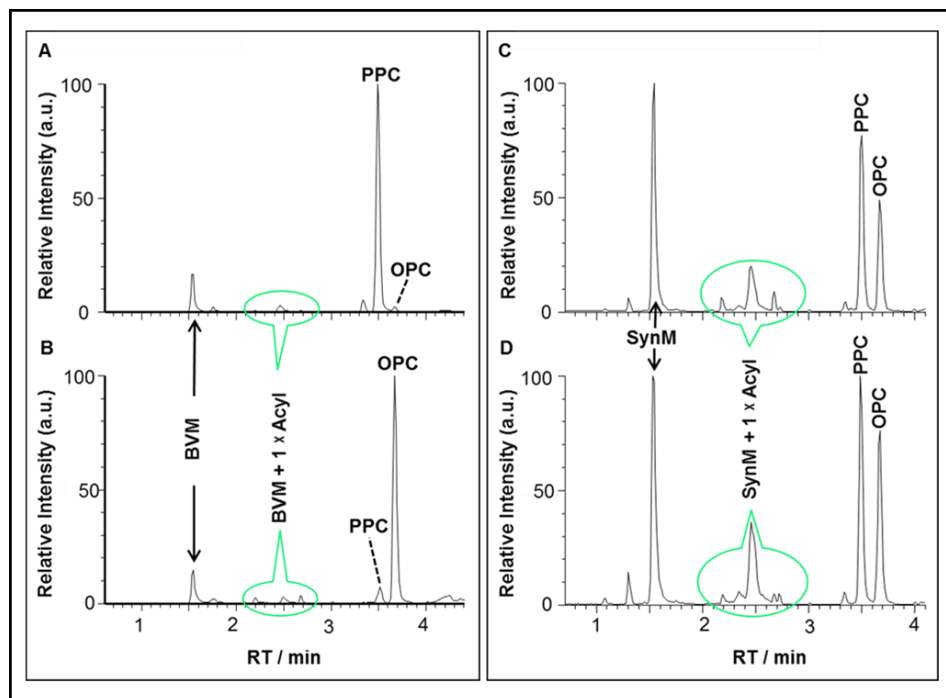 A
Relative Intensity (a.u.)
100
50
0
PPC
OPC
BVM
BVM + 1 x Acyl
B
Relative Intensity (a.u.)
100
50
0
OPC
PPC
1 2 3 4
RT / min
C
Relative Intensity (a.u.)
100
50
0
PPC
OPC
SynM
SynM + 1 x Acyl
D
Relative Intensity (a.u.)
100
50
0
PPC
OPC
1 2 3 4
RT / min